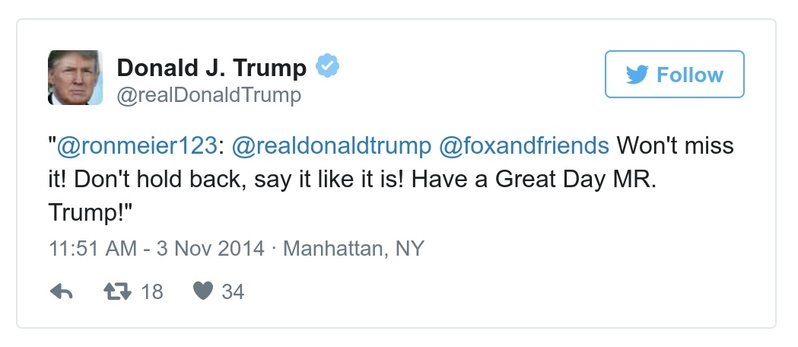 Donald J. Trump
@realDonaldTrump
Follow
"@ronmeier123: @realdonaldtrump @foxandfriends Won't miss
it! Don't hold back, say it like it is! Have a Great Day MR.
Trump!"
11:51 AM - 3 Nov 2014 · Manhattan, NY
18 34